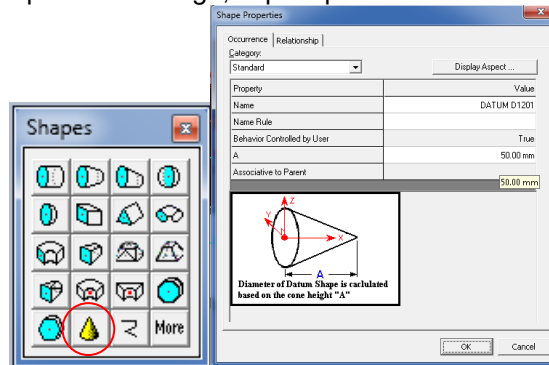 Shape Properties
Occurrence Relationship
Category:
Standard
Display Aspect ...
Property Value
Name DATUM D1201
Name Rule
Behavior Controlled by User True
A 50.00 mm
Associative to Parent
50.00 mm
Z
Y
X
A
Diameter of Datum Shape is caclulated
based on the cone height "A"
OK Cancel
Shapes
More